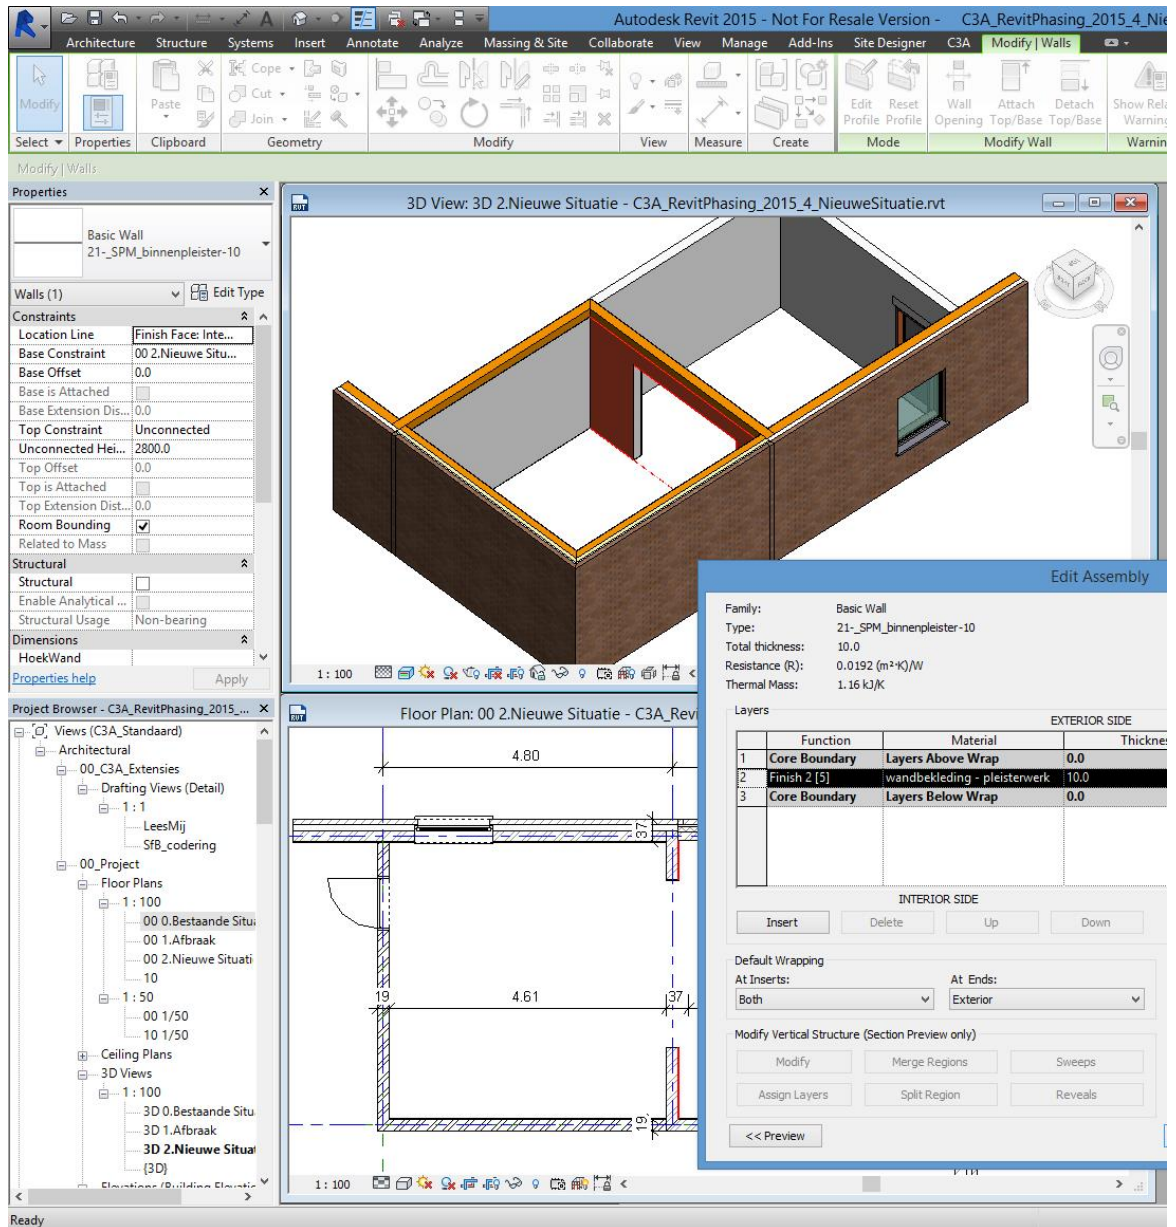 Autodesk Revit 2015 - Not For Resale Version - C3A_RevitPhasing_2015_4_Nie
Architecture Structure Systems Insert Annotate Analyze Massing & Site Collaborate View Manage Add-Ins Site Designer C3A Modify | Walls
Modify Paste Cope Cut Join Edit Profile Reset Profile Wall Opening Attach Top/Base Detach Top/Base Show Rel Warning
Select Properties Clipboard Geometry Modify View Measure Create Mode Modify Wall Warnin
Modify | Walls
Properties
Basic Wall
21-_SPM_binnenpleister-10
Walls (1) Edit Type
Constraints
Location Line Finish Face: Inte...
Base Constraint 00 2.Nieuwe Situ...
Base Offset 0.0
Base is Attached
Base Extension Dis... 0.0
Top Constraint Unconnected
Unconnected Hei... 2800.0
Top Offset 0.0
Top is Attached
Top Extension Dist... 0.0
Room Bounding
Related to Mass
Structural
Structural
Enable Analytical ...
Structural Usage Non-bearing
Dimensions
HoekWand
Properties help Apply
Project Browser - C3A_RevitPhasing_2015_...
Views (C3A_Standaard)
Architectural
00_C3A_Extensies
Drafting Views (Detail)
1 : 1
LeesMij
SfB_codering
00_Project
Floor Plans
1 : 100
00 0.Bestaande Situa
00 1.Afbraak
00 2.Nieuwe Situati
10
1 : 50
00 1/50
10 1/50
Ceiling Plans
3D Views
1 : 100
3D 0.Bestaande Situ
3D 1.Afbraak
3D 2.Nieuwe Situat
{3D}
Elevations (Building Elevatio
Ready
3D View: 3D 2.Nieuwe Situatie - C3A_RevitPhasing_2015_4_NieuweSituatie.rvt
1 : 100
Floor Plan: 00 2.Nieuwe Situatie - C3A_Revi
4.80
37
19 4.61 37
19
1 : 100
Edit Assembly
Family: Basic Wall
Type: 21-_SPM_binnenpleister-10
Total thickness: 10.0
Resistance (R): 0.0192 (m²·K)/W
Thermal Mass: 1.16 kJ/K
Layers
EXTERIOR SIDE
Function Material Thicknes
1 Core Boundary Layers Above Wrap 0.0
2 Finish 2 [5] wandbekleding - pleisterwerk 10.0
3 Core Boundary Layers Below Wrap 0.0
INTERIOR SIDE
Insert Delete Up Down
Default Wrapping
At Inserts: At Ends:
Both Exterior
Modify Vertical Structure (Section Preview only)
Modify Merge Regions Sweeps
Assign Layers Split Region Reveals
<< Preview